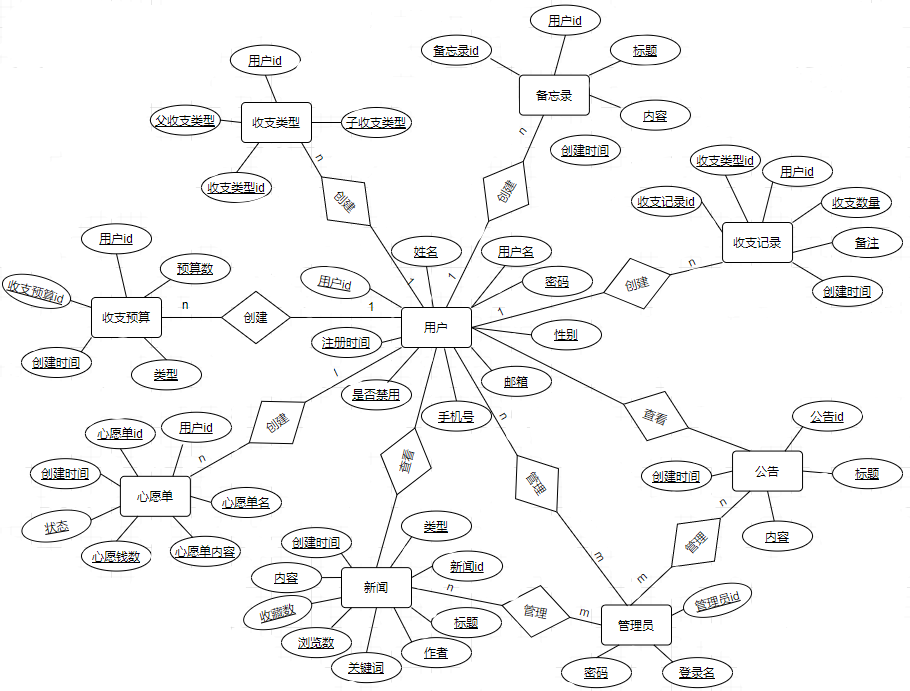 用户id
备忘录id
标题
备忘录
内容
创建时间
n
创建
1
用户id
父收支类型
收支类型
子收支类型
收支类型id
n
创建
1
收支类型id
用户id
收支记录id
收支数量
收支记录
备注
创建时间
n
创建
1
用户id
预算数
收支预算id
收支预算
创建时间
类型
n
创建
1
姓名
用户名
用户id
密码
用户
注册时间
性别
是否禁用
邮箱
手机号
心愿单id
用户id
创建时间
心愿单
心愿单名
状态
心愿钱数
心愿单内容
n
创建
查看
查看
公告id
创建时间
公告
标题
内容
n
管理
m
n
管理
m
类型
创建时间
新闻id
内容
新闻
收藏数
标题
浏览数
作者
关键词
n
管理
m
管理员id
管理员
密码
登录名